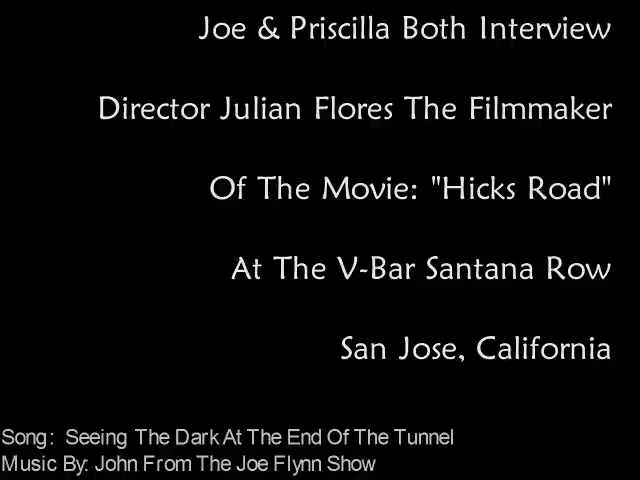 Joe & Priscilla Both Interview
Director Julian Flores The Filmmaker
Of The Movie: "Hicks Road"
At The V-Bar Santana Row
San Jose, California
Song: Seeing The Dark At The End Of The Tunnel
Music By: John From The Joe Flynn Show